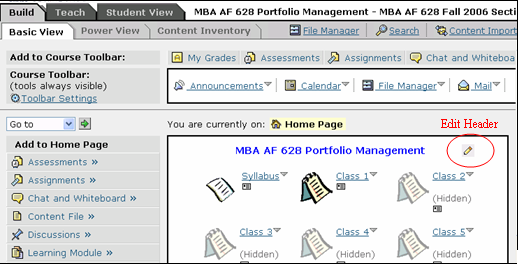 Build Teach Student View MBA AF 628 Portfolio Management - MBA AF 628 Fall 2006 Secti
Basic View Power View Content Inventory File Manager Search Content Import
Add to Course Toolbar: My Grades Assessments Assignments Chat and Whiteboa
Course Toolbar:
(tools always visible)
Toolbar Settings
Announcements Calendar File Manager Mail
Go to You are currently on: Home Page Edit Header
Add to Home Page
Assessments »
Assignments »
Chat and Whiteboard »
Content File »
Discussions »
Learning Module »
MBA AF 628 Portfolio Management
Syllabus Class 1 Class 2
(Hidden)
Class 3 Class 4 Class 5
(Hidden) (Hidden) (Hidden)